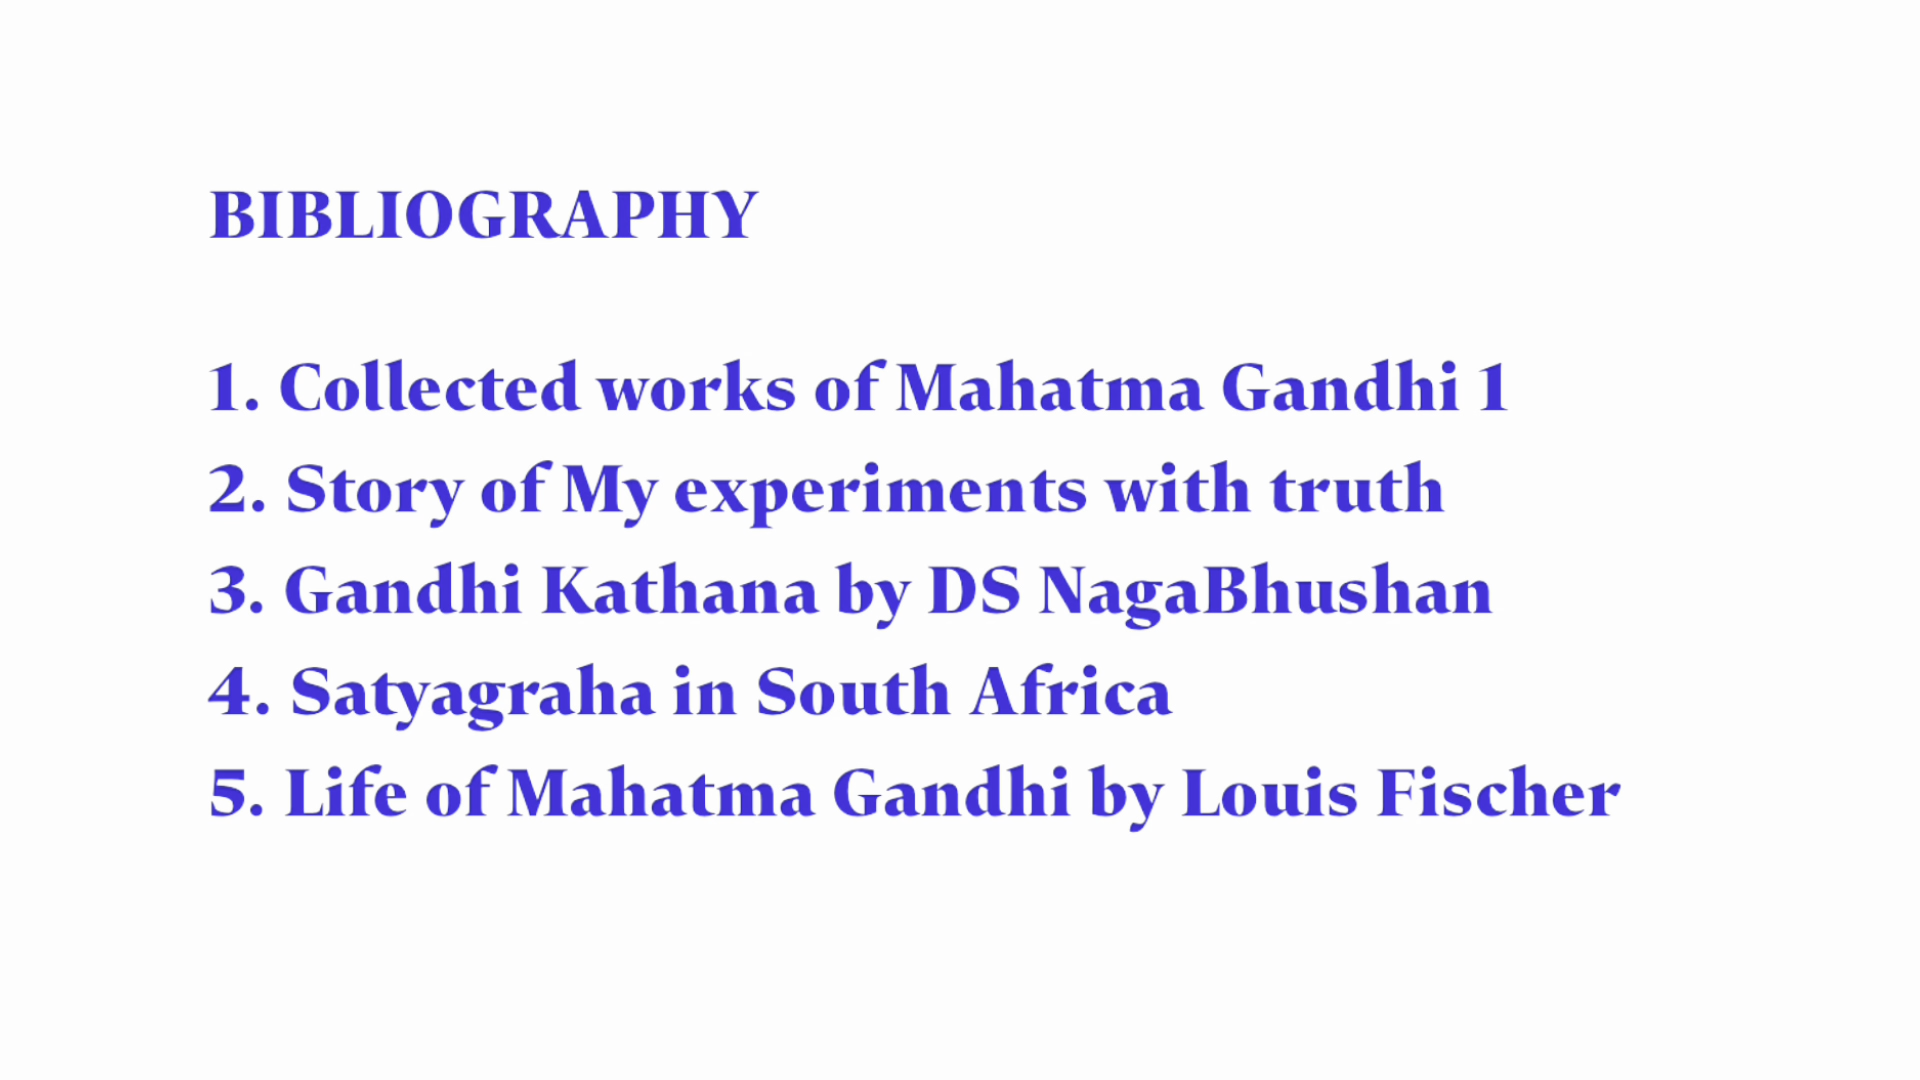 BIBLIOGRAPHY
1. Collected works of Mahatma Gandhi 1
2. Story of My experiments with truth
3. Gandhi Kathana by DS NagaBhushan
4. Satyagraha in South Africa
5. Life of Mahatma Gandhi by Louis Fischer